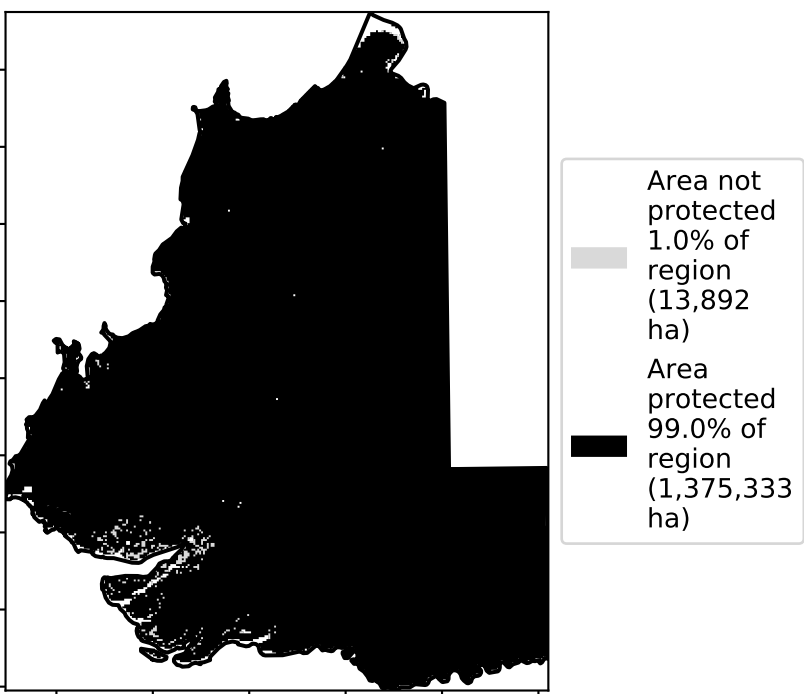 Area not
protected
1.0% of
region
(13,892
ha)
Area
protected
99.0% of
region
(1,375,333
ha)